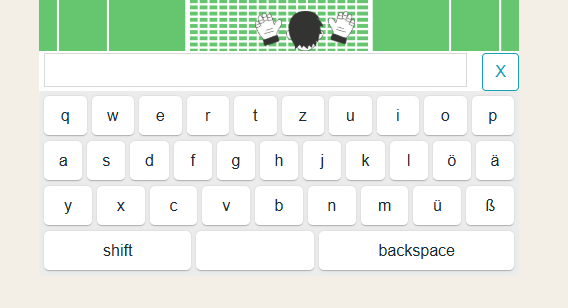 X
q w e r t z u i o p
a s d f g h j k l ö ä
y x c v b n m ü ß
shift backspace